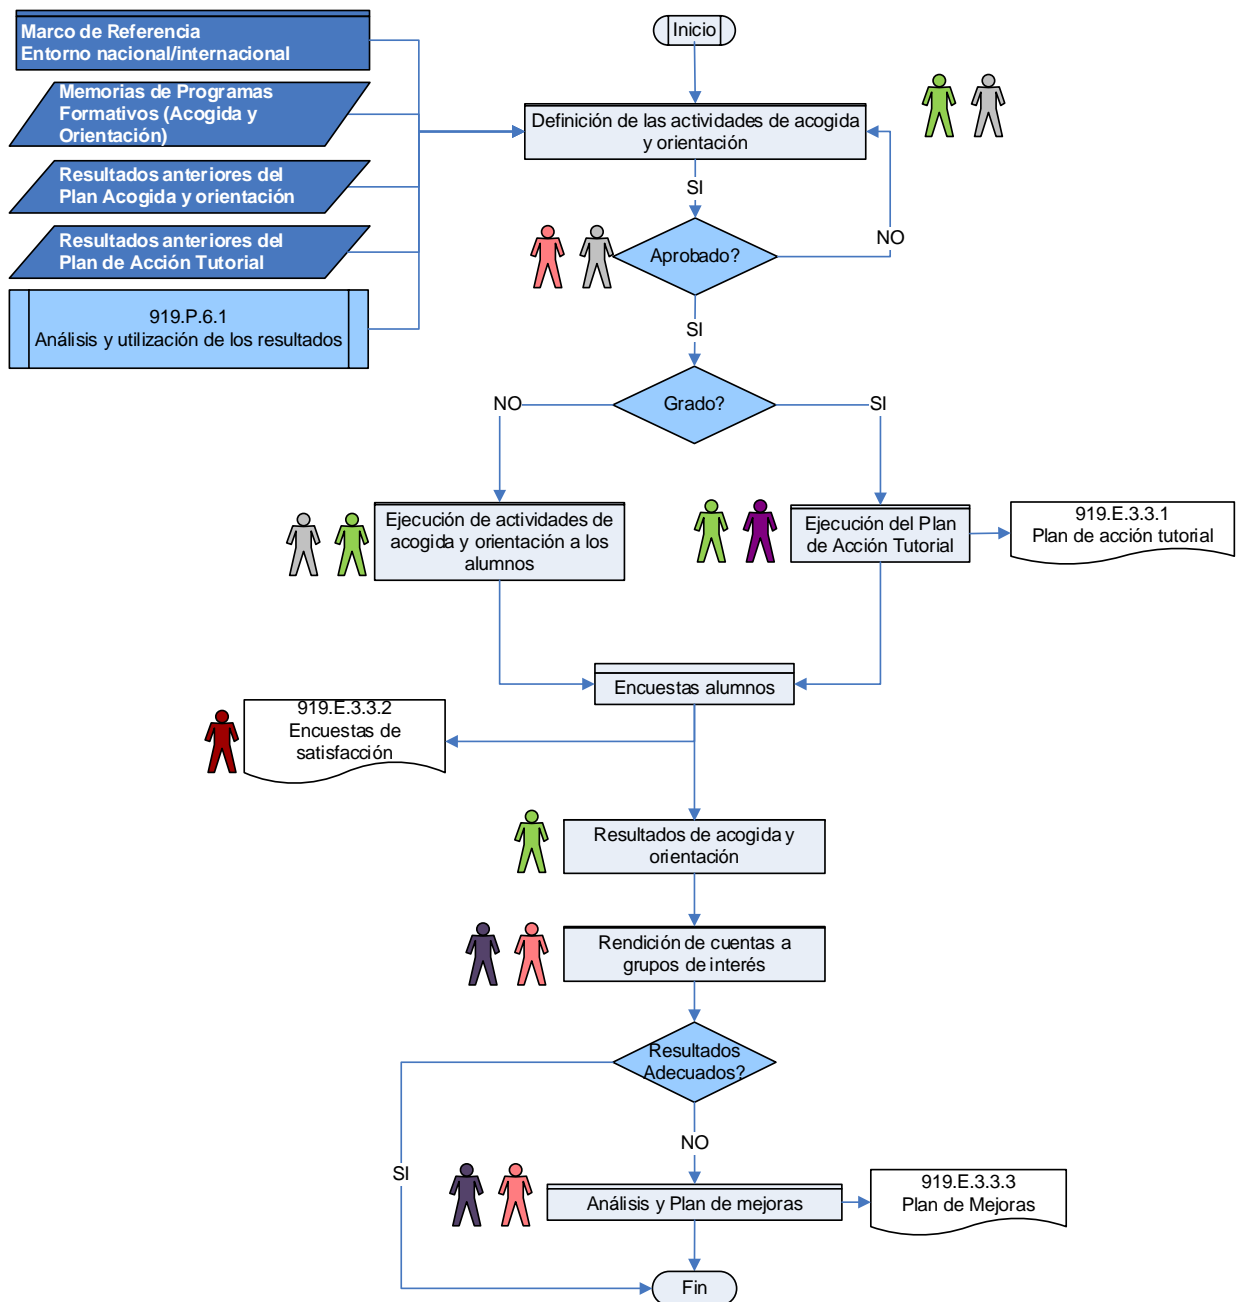 Marco de Referencia
Entorno nacional/internacional
Memorias de Programas
Formativos (Acogida y
Orientación)
Resultados anteriores del
Plan Acogida y orientación
Resultados anteriores del
Plan de Acción Tutorial
919.P.6.1
Análisis y utilización de los resultados
Inicio
Definición de las actividades de acogida
y orientación
SI
NO
Aprobado?
SI
Grado?
NO
SI
Ejecución de actividades de
acogida y orientación a los
alumnos
Ejecución del Plan
de Acción Tutorial
919.E.3.3.1
Plan de acción tutorial
Encuestas alumnos
919.E.3.3.2
Encuestas de
satisfacción
Resultados de acogida y
orientación
Rendición de cuentas a
grupos de interés
Resultados
Adecuados?
NO
SI
Análisis y Plan de mejoras
919.E.3.3.3
Plan de Mejoras
Fin